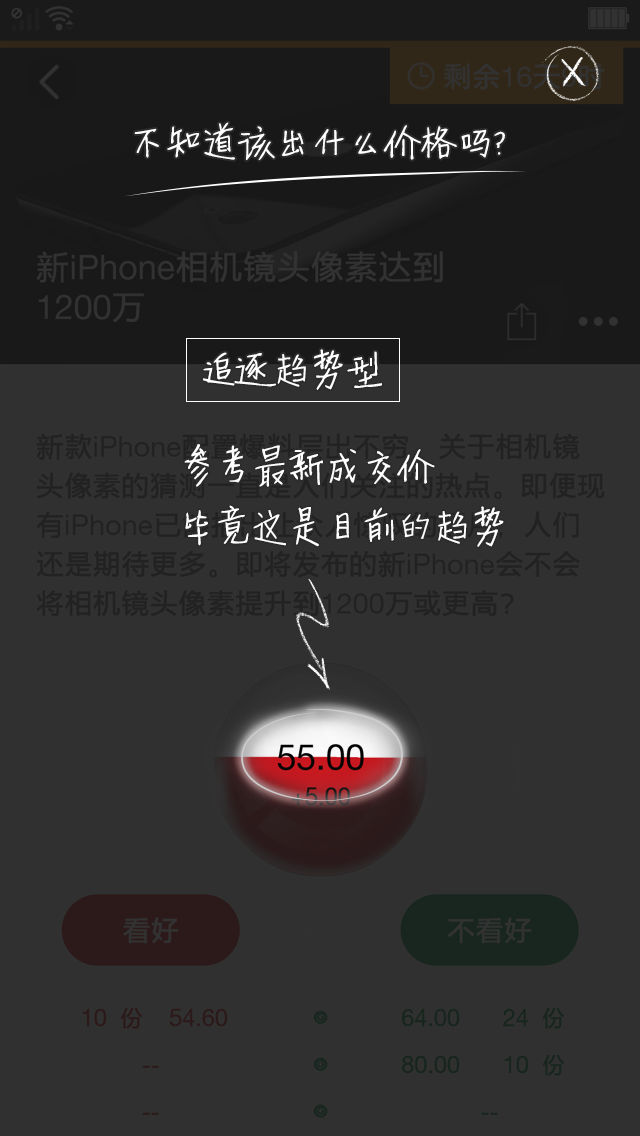 剩余16天
X
不知道该出什么价格吗?
新iPhone相机镜头像素达到
1200万
追逐趋势型
新款iPhone配置爆料层出不穷，关于相机镜
参考最新成交价
头像素的猜测一直是人们关注的热点。即便现
毕竟这是目前的趋势
有iPhone已 人们
还是期待更多。即将发布的新iPhone会不会
将相机镜头像素提升到1200万或更高?
55.00
+5.00
看好 不看好
10 份 54.60 64.00 24 份
-- 80.00 10 份
-- --